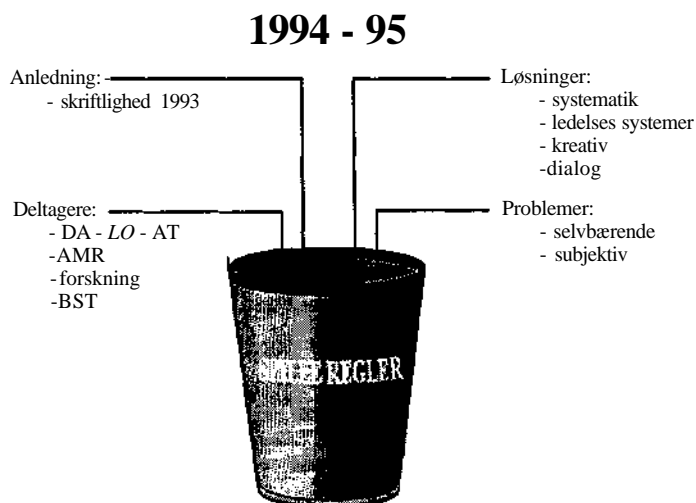 1994 - 95
Anledning:
- skriftlighed 1993
Løsninger:
- systematik
- ledelses systemer
- kreativ
-dialog
Deltagere:
- DA - LO - AT
-AMR
-forskning
-BST
Problemer:
- selvbærende
- subjektiv
REGLER